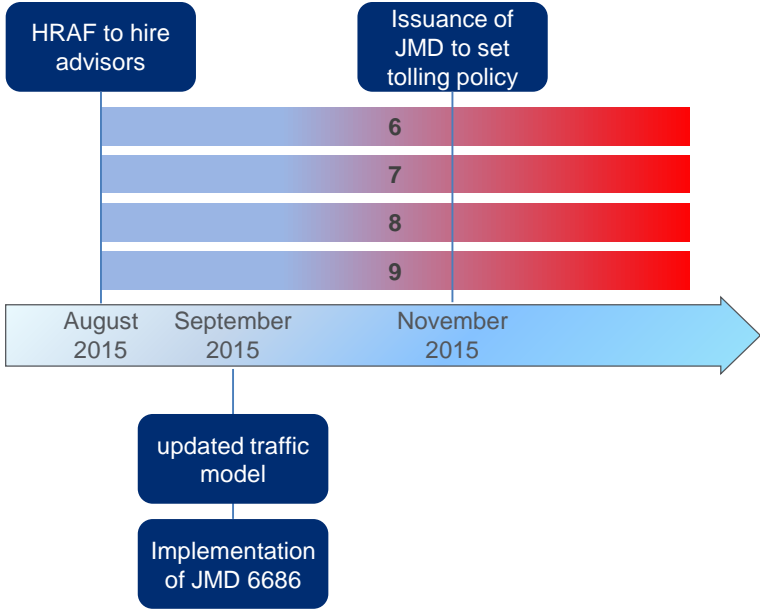 HRAF to hire
advisors
Issuance of
JMD to set
tolling policy
6
7
8
9
August
2015
September
2015
November
2015
updated traffic
model
Implementation
of JMD 6686